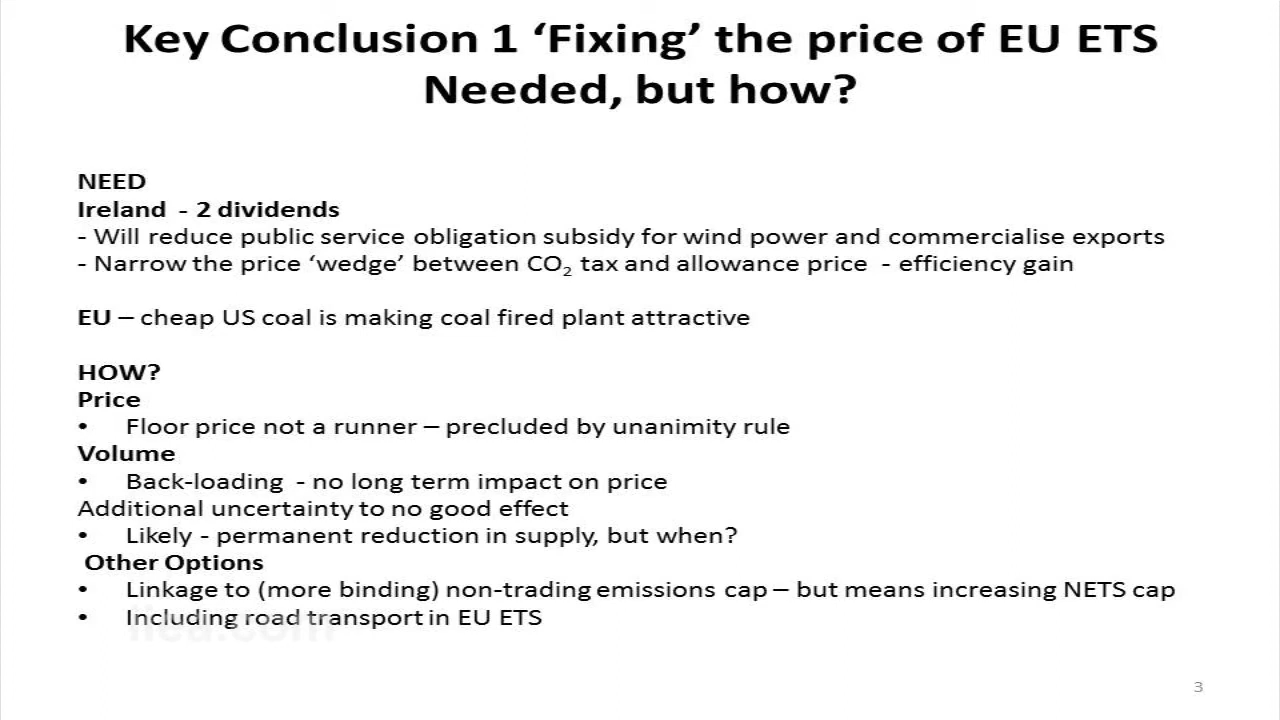 Key Conclusion 1 ‘Fixing’ the price of EU ETS
Needed, but how?
NEED
Ireland - 2 dividends
- Will reduce public service obligation subsidy for wind power and commercialise exports
- Narrow the price ‘wedge’ between CO₂ tax and allowance price - efficiency gain
EU – cheap US coal is making coal fired plant attractive
HOW?
Price
• Floor price not a runner – precluded by unanimity rule
Volume
• Back-loading - no long term impact on price
Additional uncertainty to no good effect
• Likely - permanent reduction in supply, but when?
Other Options
• Linkage to (more binding) non-trading emissions cap – but means increasing NETS cap
• Including road transport in EU ETS
3